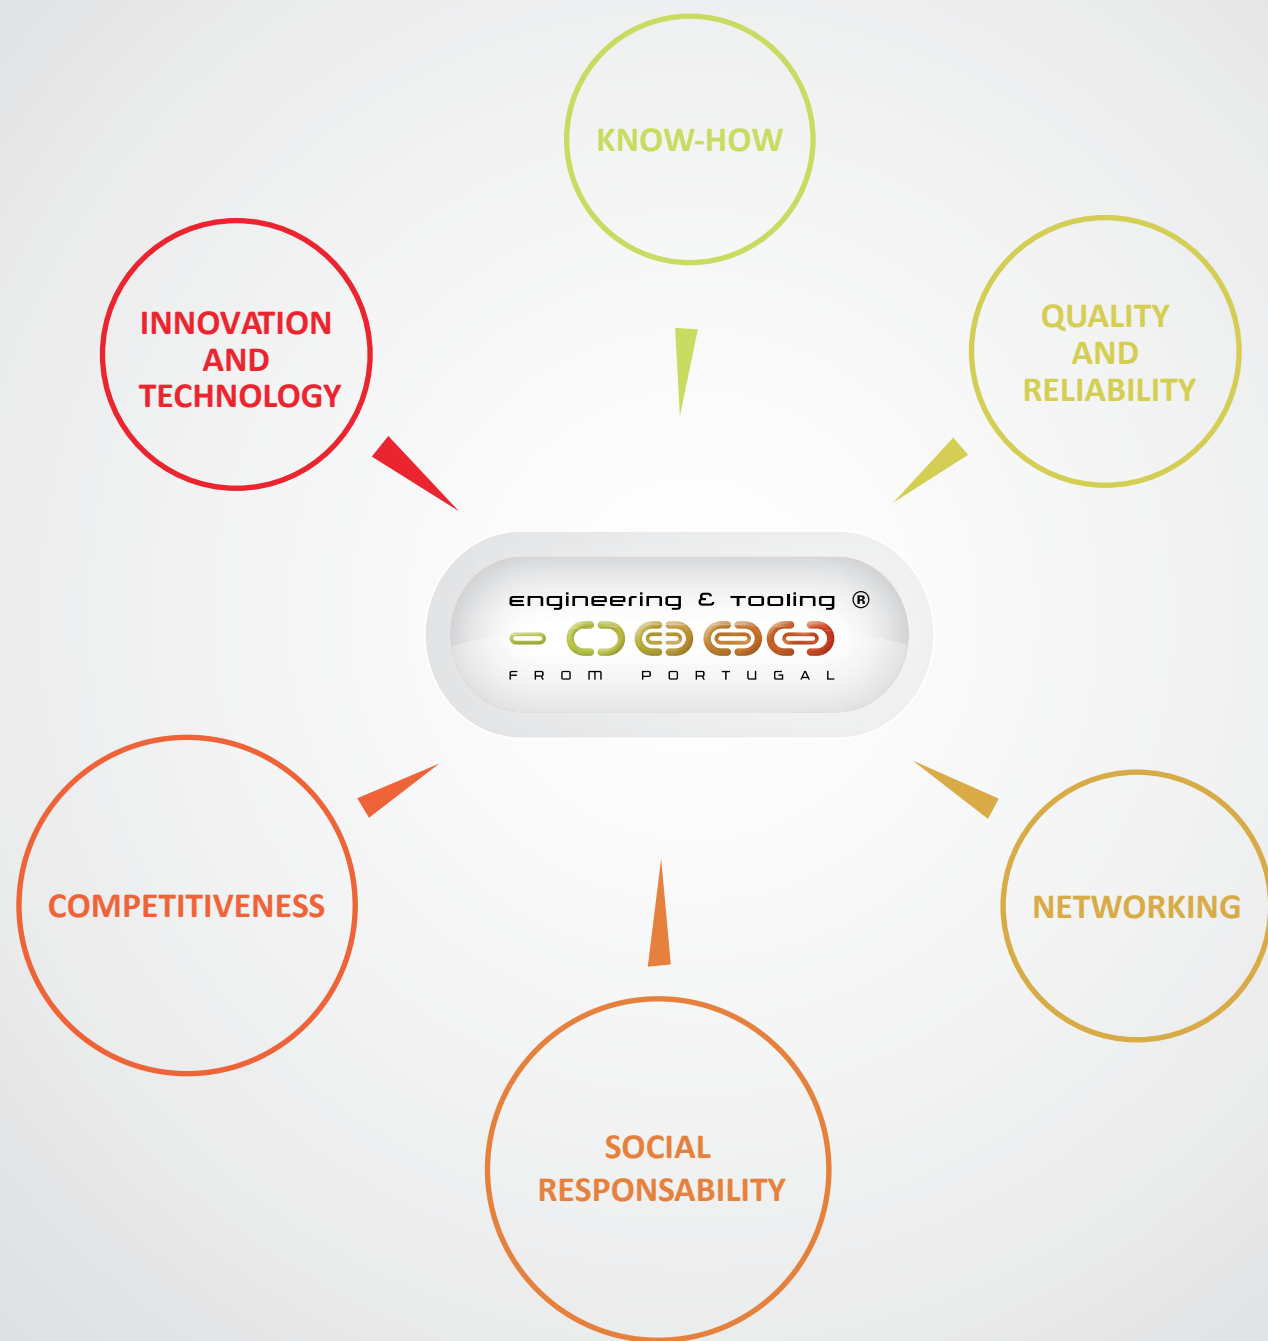 KNOW-HOW
INNOVATION
AND
TECHNOLOGY
QUALITY
AND
RELIABILITY
engineering & Tooling ®
FROM PORTUGAL
COMPETITIVENESS
NETWORKING
SOCIAL
RESPONSABILITY